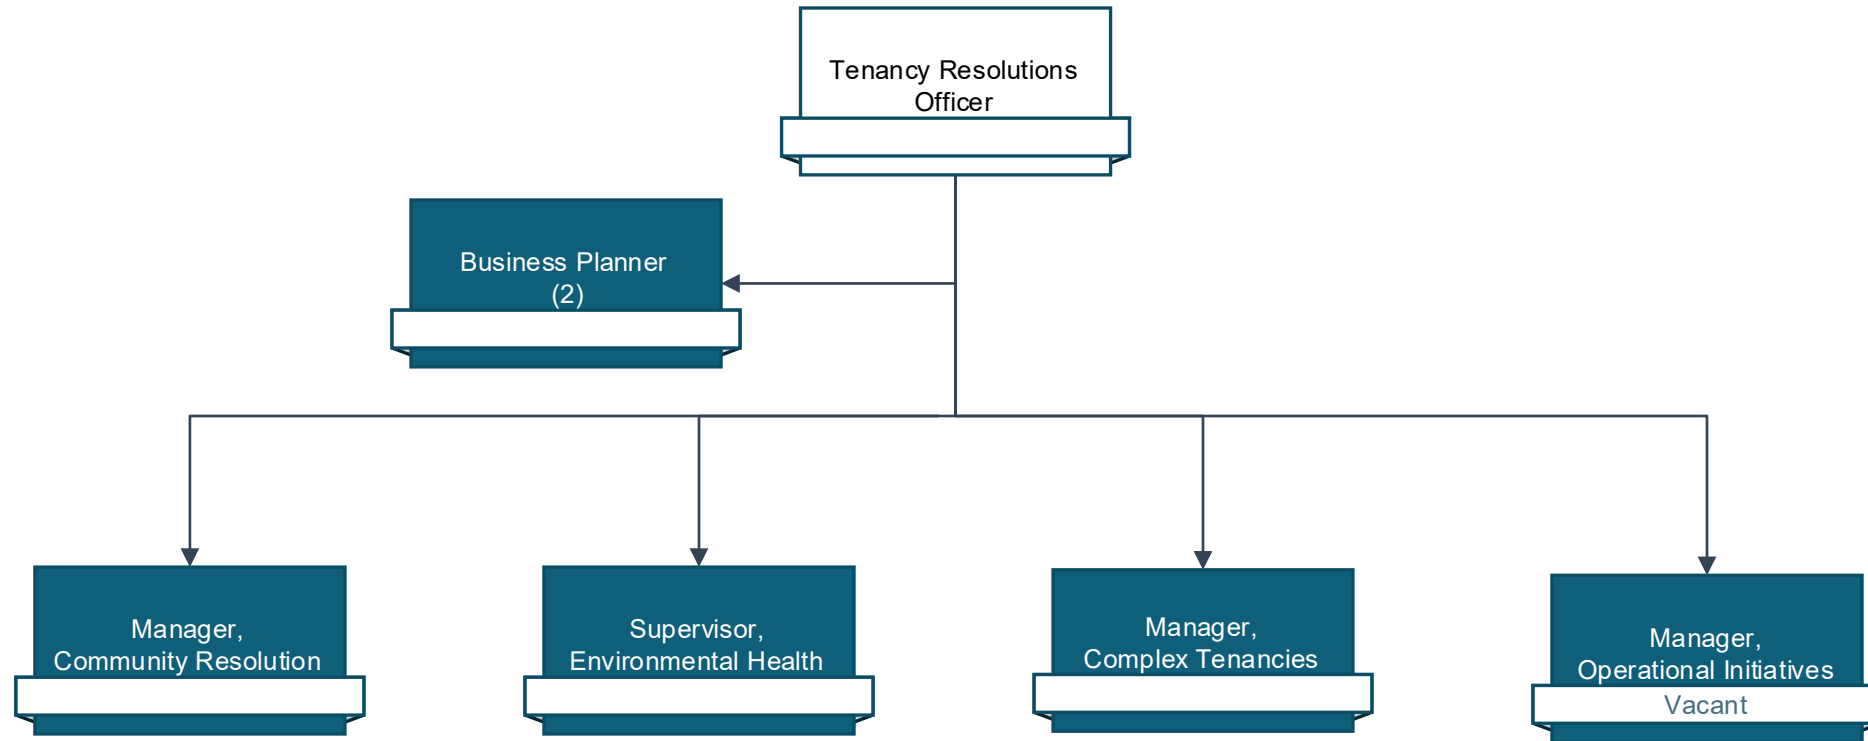 Tenancy Resolutions
Officer
Business Planner
(2)
Manager,
Community Resolution
Supervisor,
Environmental Health
Manager,
Complex Tenancies
Manager,
Operational Initiatives
Vacant